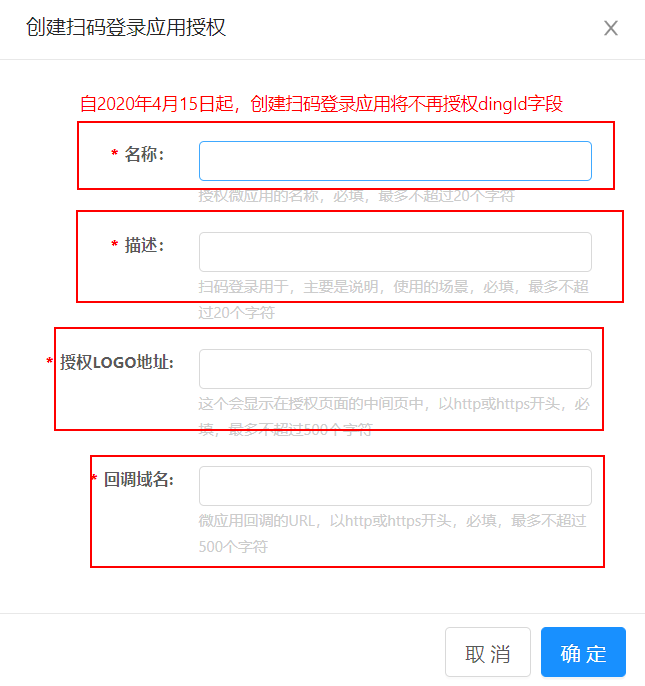 创建扫码登录应用授权
自2020年4月15日起，创建扫码登录应用将不再授权dingId字段
* 名称：
授权微应用的名称，必填，最多不超过20个字符
* 描述：
扫码登录用于，主要是说明，使用的场景，必填，最多不超
过20个字符
* 授权LOGO地址:
这个会显示在授权页面的中间页中，以http或https开头，必
填，最多不超过500个字符
* 回调域名:
微应用回调的URL，以http或https开头，必填，最多不超过
500个字符
取 消
确 定